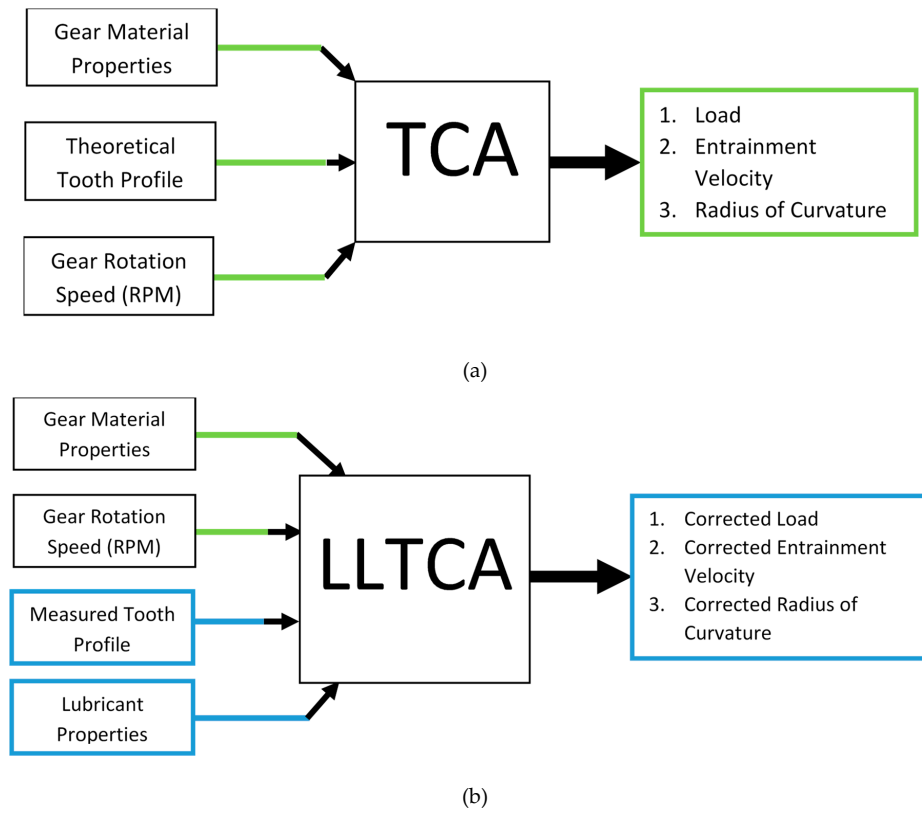 Gear Material
Properties
Theoretical
Tooth Profile
Gear Rotation
Speed (RPM)
TCA
1. Load
2. Entrainment
Velocity
3. Radius of Curvature
(a)
Gear Material
Properties
Gear Rotation
Speed (RPM)
Measured Tooth
Profile
Lubricant
Properties
LLTCA
1. Corrected Load
2. Corrected Entrainment
Velocity
3. Corrected Radius of
Curvature
(b)